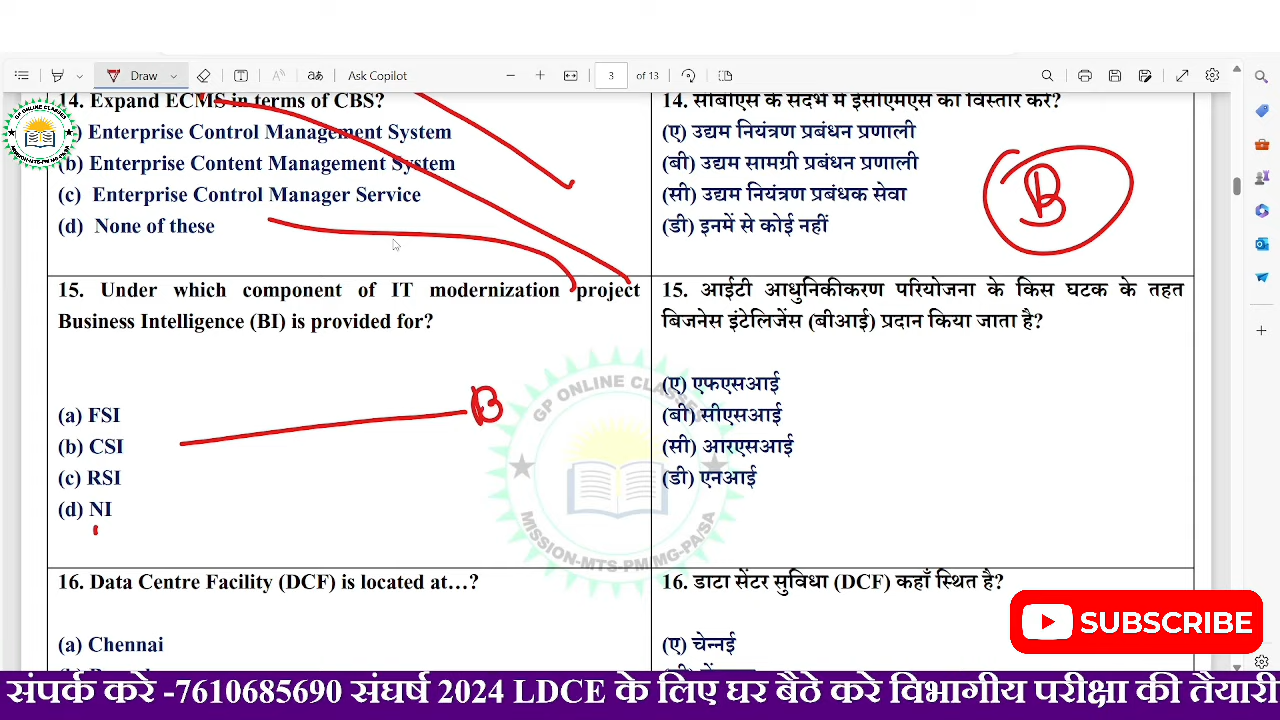 Draw
Ask Copilot
3 of 13
14. Expand ECMS in terms of CBS?
Enterprise Control Management System
(b) Enterprise Content Management System
(c) Enterprise Control Manager Service
(d) None of these
14. सीबीएस के संदर्भ में ईसीएमएस का विस्तार करें?
(ए) उद्यम नियंत्रण प्रबंधन प्रणाली
(बी) उद्यम सामग्री प्रबंधन प्रणाली
(सी) उद्यम नियंत्रण प्रबंधक सेवा
(डी) इनमें से कोई नहीं
B
15. Under which component of IT modernization project
Business Intelligence (BI) is provided for?
(a) FSI
(b) CSI
(c) RSI
(d) NI
B
15. आईटी आधुनिकीकरण परियोजना के किस घटक के तहत
बिजनेस इंटेलिजेंस (बीआई) प्रदान किया जाता है?
(ए) एफएसआई
(बी) सीएसआई
(सी) आरएसआई
(डी) एनआई
GP ONLINE CLASSES
MISSION-MTS-PM/MG-PA/SA
16. Data Centre Facility (DCF) is located at…?
(a) Chennai
16. डाटा सेंटर सुविधा (DCF) कहाँ स्थित है?
(ए) चेन्नई
SUBSCRIBE
संपर्क करे -7610685690 संघर्ष 2024 LDCE के लिए घर बैठे करे विभागीय परीक्षा की तैयारी